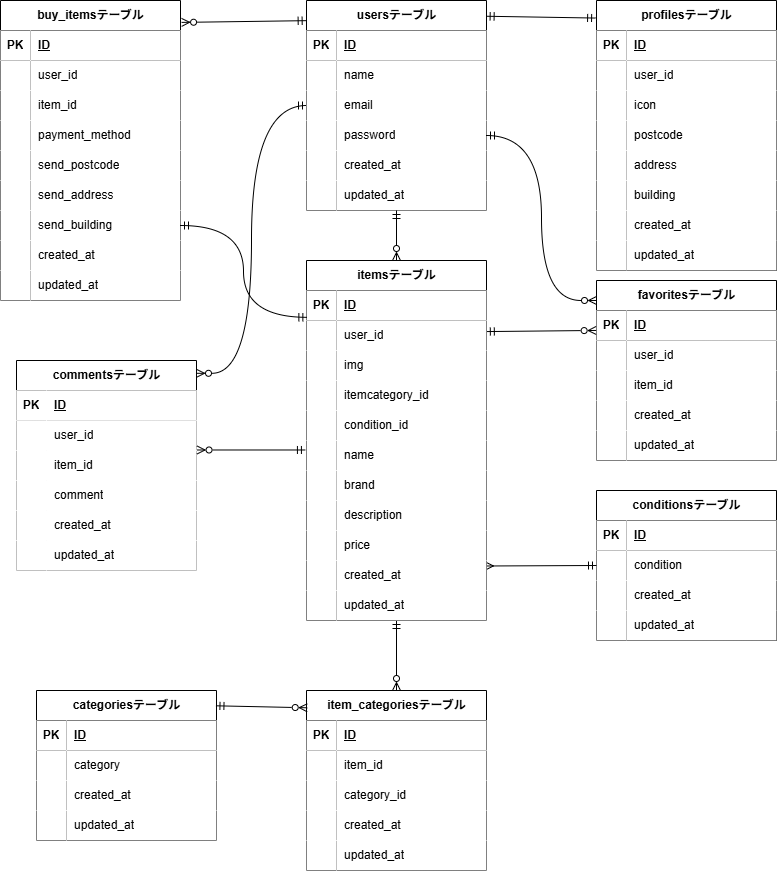 buy_itemsテーブル
PK ID
user_id
item_id
payment_method
send_postcode
send_address
send_building
created_at
updated_at
usersテーブル
PK ID
name
email
password
created_at
updated_at
profilesテーブル
PK ID
user_id
icon
postcode
address
building
created_at
updated_at
itemsテーブル
PK ID
user_id
img
itemcategory_id
condition_id
name
brand
description
price
created_at
updated_at
favoritesテーブル
PK ID
user_id
item_id
created_at
updated_at
commentsテーブル
PK ID
user_id
item_id
comment
created_at
updated_at
conditionsテーブル
PK ID
condition
created_at
updated_at
categoriesテーブル
PK ID
category
created_at
updated_at
item_categoriesテーブル
PK ID
item_id
category_id
created_at
updated_at